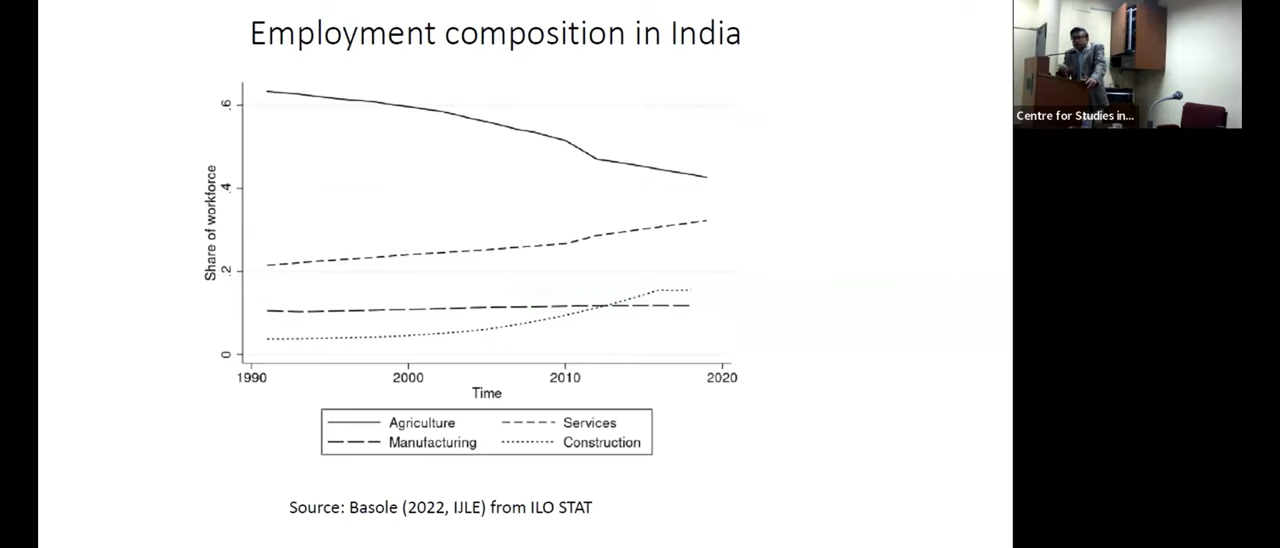 Employment composition in India
Share of workforce
.6
.4
.2
0
1990 2000 2010 2020
Time
Agriculture Services
Manufacturing Construction
Source: Basole (2022, IJLE) from ILO STAT
Centre for Studies in...